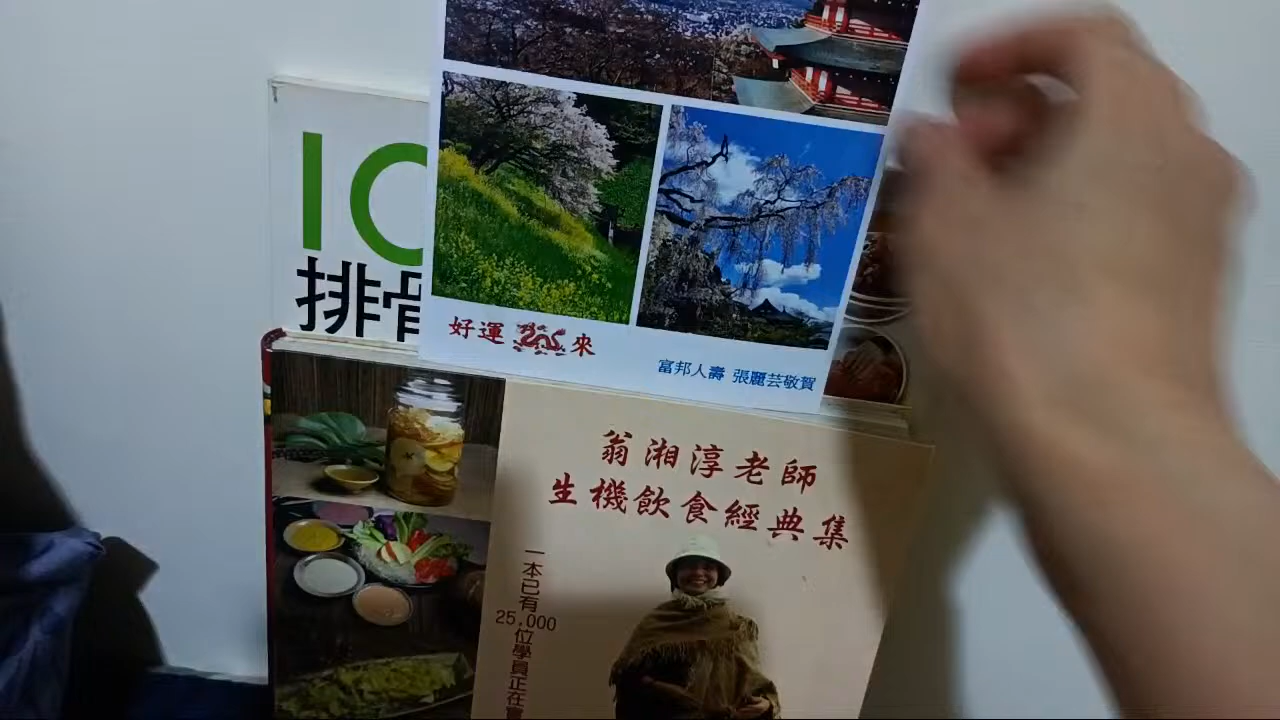 排骨
好運來
富邦人壽 張麗芸敬賀
翁湘淳老師
生機飲食經典集
一本已有
25,000
位學員正在